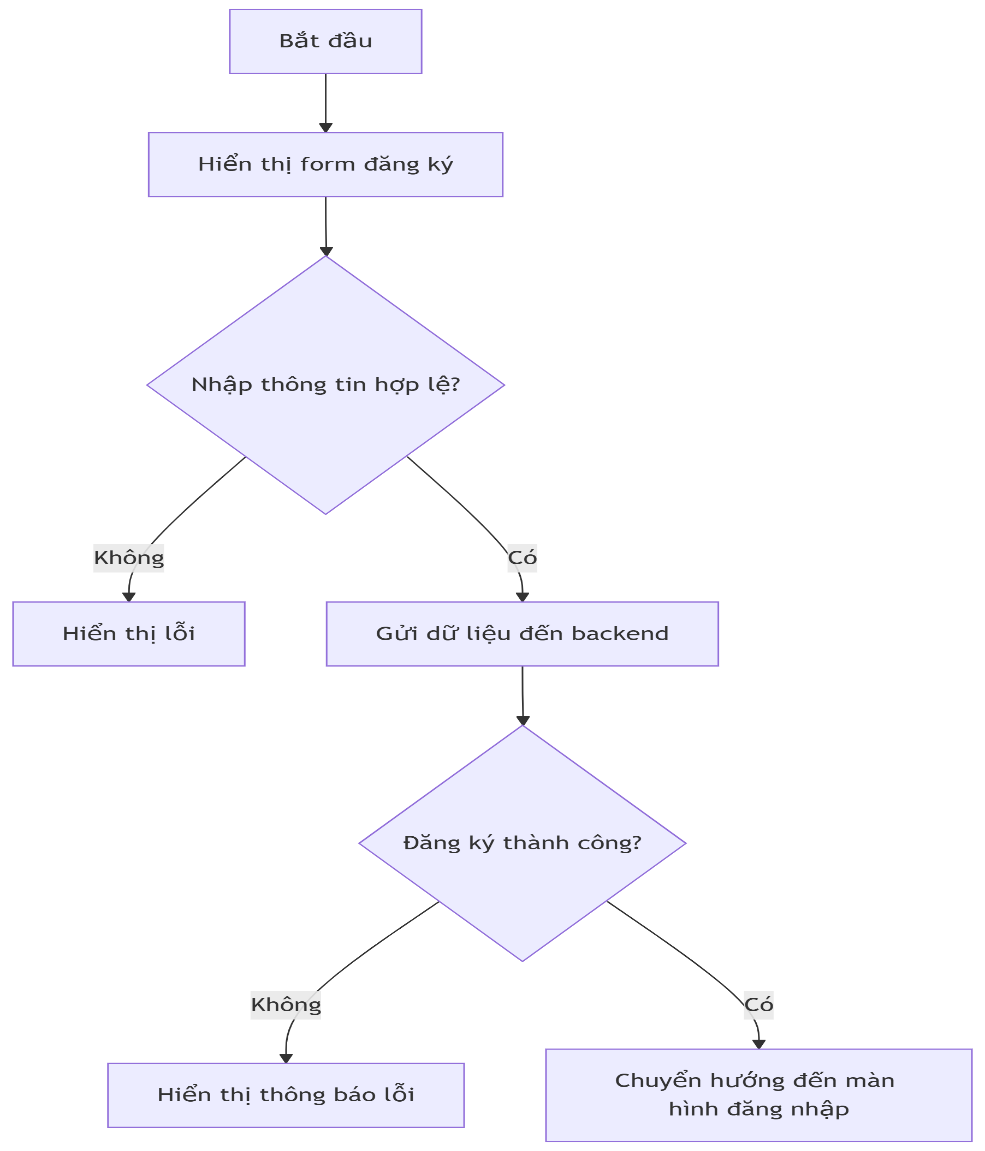 Bắt đầu
Hiển thị form đăng ký
Nhập thông tin hợp lệ?
Không
Có
Hiển thị lỗi
Gửi dữ liệu đến backend
Đăng ký thành công?
Không
Có
Hiển thị thông báo lỗi
Chuyển hướng đến màn
hình đăng nhập